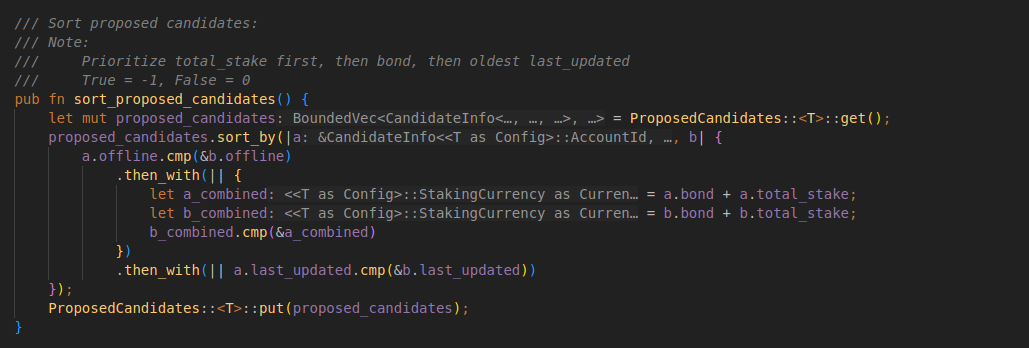 /// Sort proposed candidates:
/// Note:
///     Prioritize total_stake first, then bond, then oldest last_updated
///     True = -1, False = 0
pub fn sort_proposed_candidates() {
    let mut proposed_candidates: BoundedVec<CandidateInfo<…, …, …>, …> = ProposedCandidates::<T>::get();
    proposed_candidates.sort_by(|a: &CandidateInfo<<T as Config>::AccountId, …, b| {
        a.offline.cmp(&b.offline)
            .then_with(|| {
                let a_combined: <<T as Config>::StakingCurrency as Curren… = a.bond + a.total_stake;
                let b_combined: <<T as Config>::StakingCurrency as Curren… = b.bond + b.total_stake;
                b_combined.cmp(&a_combined)
            })
            .then_with(|| a.last_updated.cmp(&b.last_updated))
    });
    ProposedCandidates::<T>::put(proposed_candidates);
}